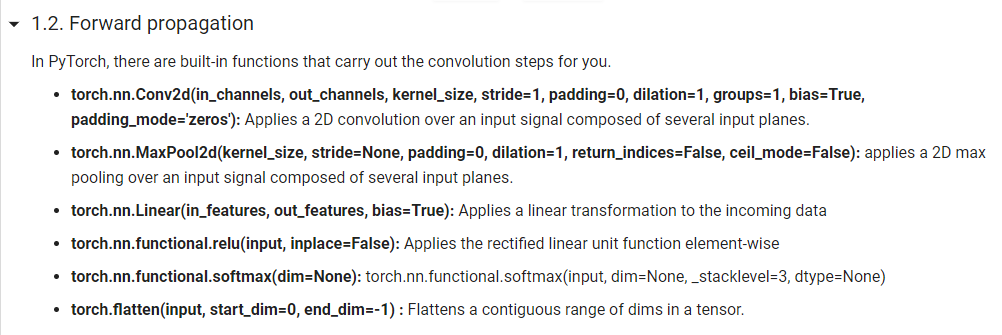 1.2. Forward propagation
In PyTorch, there are built-in functions that carry out the convolution steps for you.
• torch.nn.Conv2d(in_channels, out_channels, kernel_size, stride=1, padding=0, dilation=1, groups=1, bias=True,
padding_mode='zeros'): Applies a 2D convolution over an input signal composed of several input planes.
• torch.nn.MaxPool2d(kernel_size, stride=None, padding=0, dilation=1, return_indices=False, ceil_mode=False): applies a 2D max
pooling over an input signal composed of several input planes.
• torch.nn.Linear(in_features, out_features, bias=True): Applies a linear transformation to the incoming data
• torch.nn.functional.relu(input, inplace=False): Applies the rectified linear unit function element-wise
• torch.nn.functional.softmax(dim=None): torch.nn.functional.softmax(input, dim=None, _stacklevel=3, dtype=None)
• torch.flatten(input, start_dim=0, end_dim=-1) : Flattens a contiguous range of dims in a tensor.